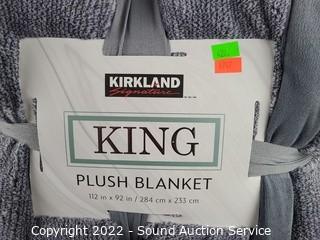 KIRKLAND
Signature
KING
PLUSH BLANKET
112 in x 92 in / 284 cm x 233 cm
Copyright 2022 - Sound Auction Service